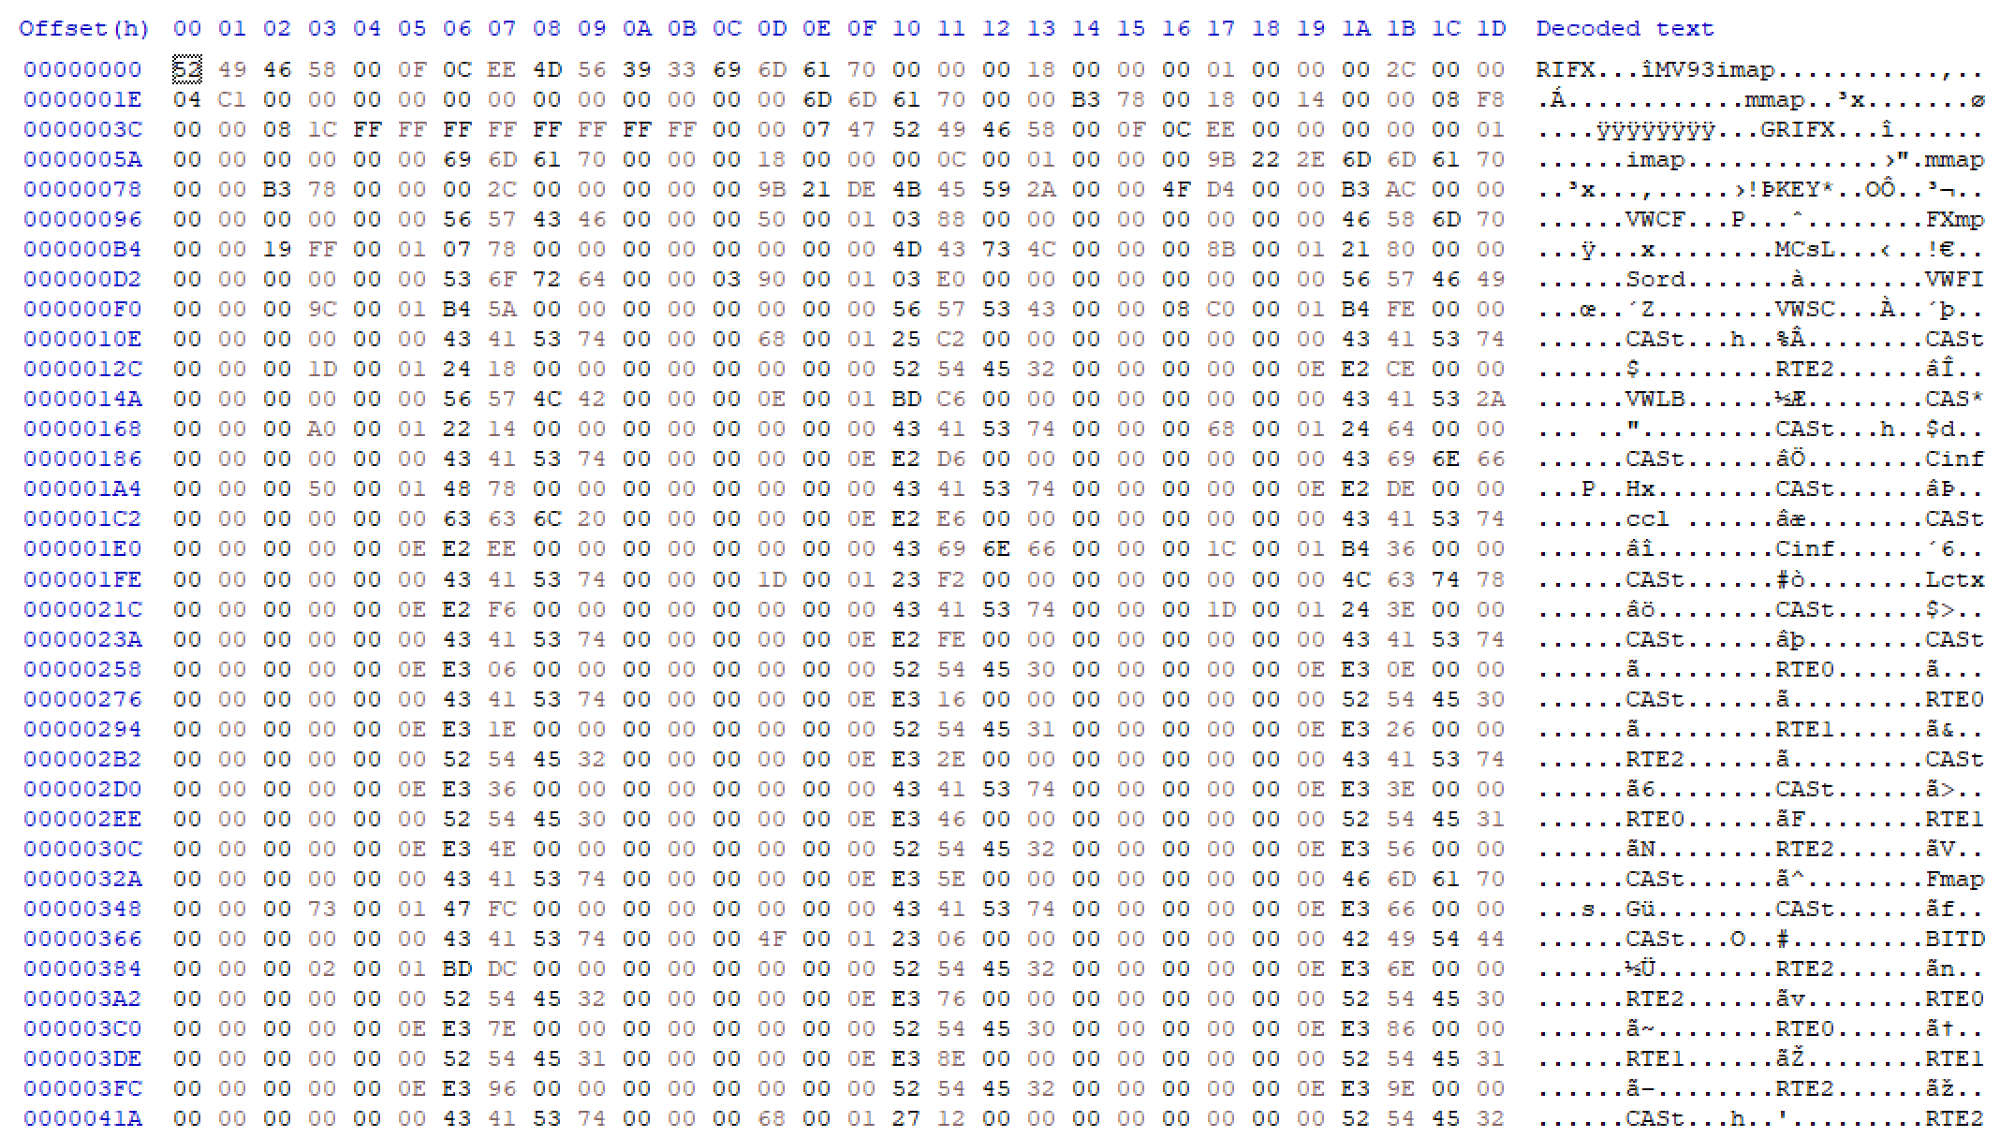 Offset(h) 00 01 02 03 04 05 06 07 08 09 0A 0B 0C 0D 0E 0F 10 11 12 13 14 15 16 17 18 19 1A 1B 1C 1D Decoded text
00000000 52 49 46 58 00 0F 0C EE 4D 56 39 33 69 6D 61 70 00 00 00 18 00 00 00 01 00 00 00 2C 00 00 RIFX...îMV93imap...........,..
0000001E 04 C1 00 00 00 00 00 00 00 00 00 00 00 00 6D 6D 61 70 00 00 B3 78 00 18 00 14 00 00 08 F8 .Á............mmap..³x.......ø
0000003C 00 00 08 1C FF FF FF FF FF FF FF FF 00 00 07 47 52 49 46 58 00 0F 0C EE 00 00 00 00 00 01 ....ÿÿÿÿÿÿÿÿ...GRIFX...î......
0000005A 00 00 00 00 00 00 69 6D 61 70 00 00 00 18 00 00 00 0C 00 01 00 00 00 9B 22 2E 6D 6D 61 70 ......imap.............›".mmap
00000078 00 00 B3 78 00 00 00 2C 00 00 00 00 00 9B 21 DE 4B 45 59 2A 00 00 4F D4 00 00 B3 AC 00 00 ..³x...,.....›!ÞKEY*..OÔ..³¬..
00000096 00 00 00 00 00 00 56 57 43 46 00 00 00 50 00 01 03 88 00 00 00 00 00 00 00 00 46 58 6D 70 ......VWCF...P...ˆ........FXmp
000000B4 00 00 19 FF 00 01 07 78 00 00 00 00 00 00 00 00 4D 43 73 4C 00 00 00 8B 00 01 21 80 00 00 ...ÿ...x........MCsL...‹..!€..
000000D2 00 00 00 00 00 00 53 6F 72 64 00 00 03 90 00 01 03 E0 00 00 00 00 00 00 00 00 56 57 46 49 ......Sord.......à........VWFI
000000F0 00 00 00 9C 00 01 B4 5A 00 00 00 00 00 00 00 00 56 57 53 43 00 00 08 C0 00 01 B4 FE 00 00 ...œ..´Z........VWSC...À..´þ..
0000010E 00 00 00 00 00 00 43 41 53 74 00 00 00 68 00 01 25 C2 00 00 00 00 00 00 00 00 43 41 53 74 ......CASt...h..%Â........CASt
0000012C 00 00 00 1D 00 01 24 18 00 00 00 00 00 00 00 00 52 54 45 32 00 00 00 00 00 0E E2 CE 00 00 ......$.........RTE2......âÎ..
0000014A 00 00 00 00 00 00 56 57 4C 42 00 00 00 0E 00 01 BD C6 00 00 00 00 00 00 00 00 43 41 53 2A ......VWLB......½Æ........CAS*
00000168 00 00 00 A0 00 01 22 14 00 00 00 00 00 00 00 00 43 41 53 74 00 00 00 68 00 01 24 64 00 00 ... ..".........CASt...h..$d..
00000186 00 00 00 00 00 00 43 41 53 74 00 00 00 00 00 0E E2 D6 00 00 00 00 00 00 00 00 43 69 6E 66 ......CASt......âÖ........Cinf
000001A4 00 00 00 50 00 01 48 78 00 00 00 00 00 00 00 00 43 41 53 74 00 00 00 00 00 0E E2 DE 00 00 ...P..Hx........CASt......âÞ..
000001C2 00 00 00 00 00 00 63 63 6C 20 00 00 00 00 00 0E E2 E6 00 00 00 00 00 00 00 00 43 41 53 74 ......ccl ......âæ........CASt
000001E0 00 00 00 00 00 0E E2 EE 00 00 00 00 00 00 00 00 43 69 6E 66 00 00 00 1C 00 01 B4 36 00 00 ......âî........Cinf......´6..
000001FE 00 00 00 00 00 00 43 41 53 74 00 00 00 1D 00 01 23 F2 00 00 00 00 00 00 00 00 4C 63 74 78 ......CASt......#ò........Lctx
0000021C 00 00 00 00 00 0E E2 F6 00 00 00 00 00 00 00 00 43 41 53 74 00 00 00 1D 00 01 24 3E 00 00 ......âö........CASt......$>..
0000023A 00 00 00 00 00 00 43 41 53 74 00 00 00 00 00 0E E2 FE 00 00 00 00 00 00 00 00 43 41 53 74 ......CASt......âþ........CASt
00000258 00 00 00 00 00 0E E3 06 00 00 00 00 00 00 00 00 52 54 45 30 00 00 00 00 00 0E E3 0E 00 00 ......ã.........RTE0......ã...
00000276 00 00 00 00 00 00 43 41 53 74 00 00 00 00 00 0E E3 16 00 00 00 00 00 00 00 00 52 54 45 30 ......CASt......ã.........RTE0
00000294 00 00 00 00 00 0E E3 1E 00 00 00 00 00 00 00 00 52 54 45 31 00 00 00 00 00 0E E3 26 00 00 ......ã.........RTE1......ã&..
000002B2 00 00 00 00 00 00 52 54 45 32 00 00 00 00 00 0E E3 2E 00 00 00 00 00 00 00 00 43 41 53 74 ......RTE2......ã.........CASt
000002D0 00 00 00 00 00 0E E3 36 00 00 00 00 00 00 00 00 43 41 53 74 00 00 00 00 00 0E E3 3E 00 00 ......ã6........CASt......ã>..
000002EE 00 00 00 00 00 00 52 54 45 30 00 00 00 00 00 0E E3 46 00 00 00 00 00 00 00 00 52 54 45 31 ......RTE0......ãF........RTE1
0000030C 00 00 00 00 00 0E E3 4E 00 00 00 00 00 00 00 00 52 54 45 32 00 00 00 00 00 0E E3 56 00 00 ......ãN........RTE2......ãV..
0000032A 00 00 00 00 00 00 43 41 53 74 00 00 00 00 00 0E E3 5E 00 00 00 00 00 00 00 00 46 6D 61 70 ......CASt......ã^........Fmap
00000348 00 00 00 73 00 01 47 FC 00 00 00 00 00 00 00 00 43 41 53 74 00 00 00 00 00 0E E3 66 00 00 ...s..Gü........CASt......ãf..
00000366 00 00 00 00 00 00 43 41 53 74 00 00 00 4F 00 01 23 06 00 00 00 00 00 00 00 00 42 49 54 44 ......CASt...O..#.........BITD
00000384 00 00 00 02 00 01 BD DC 00 00 00 00 00 00 00 00 52 54 45 32 00 00 00 00 00 0E E3 6E 00 00 ......½Ü........RTE2......ãn..
000003A2 00 00 00 00 00 00 52 54 45 32 00 00 00 00 00 0E E3 76 00 00 00 00 00 00 00 00 52 54 45 30 ......RTE2......ãv........RTE0
000003C0 00 00 00 00 00 0E E3 7E 00 00 00 00 00 00 00 00 52 54 45 30 00 00 00 00 00 0E E3 86 00 00 ......ã~........RTE0......ã†..
000003DE 00 00 00 00 00 00 52 54 45 31 00 00 00 00 00 0E E3 8E 00 00 00 00 00 00 00 00 52 54 45 31 ......RTE1......ãŽ........RTE1
000003FC 00 00 00 00 00 0E E3 96 00 00 00 00 00 00 00 00 52 54 45 32 00 00 00 00 00 0E E3 9E 00 00 ......ã–........RTE2......ãž..
0000041A 00 00 00 00 00 00 43 41 53 74 00 00 00 68 00 01 27 12 00 00 00 00 00 00 00 00 52 54 45 32 ......CASt...h..'.........RTE2